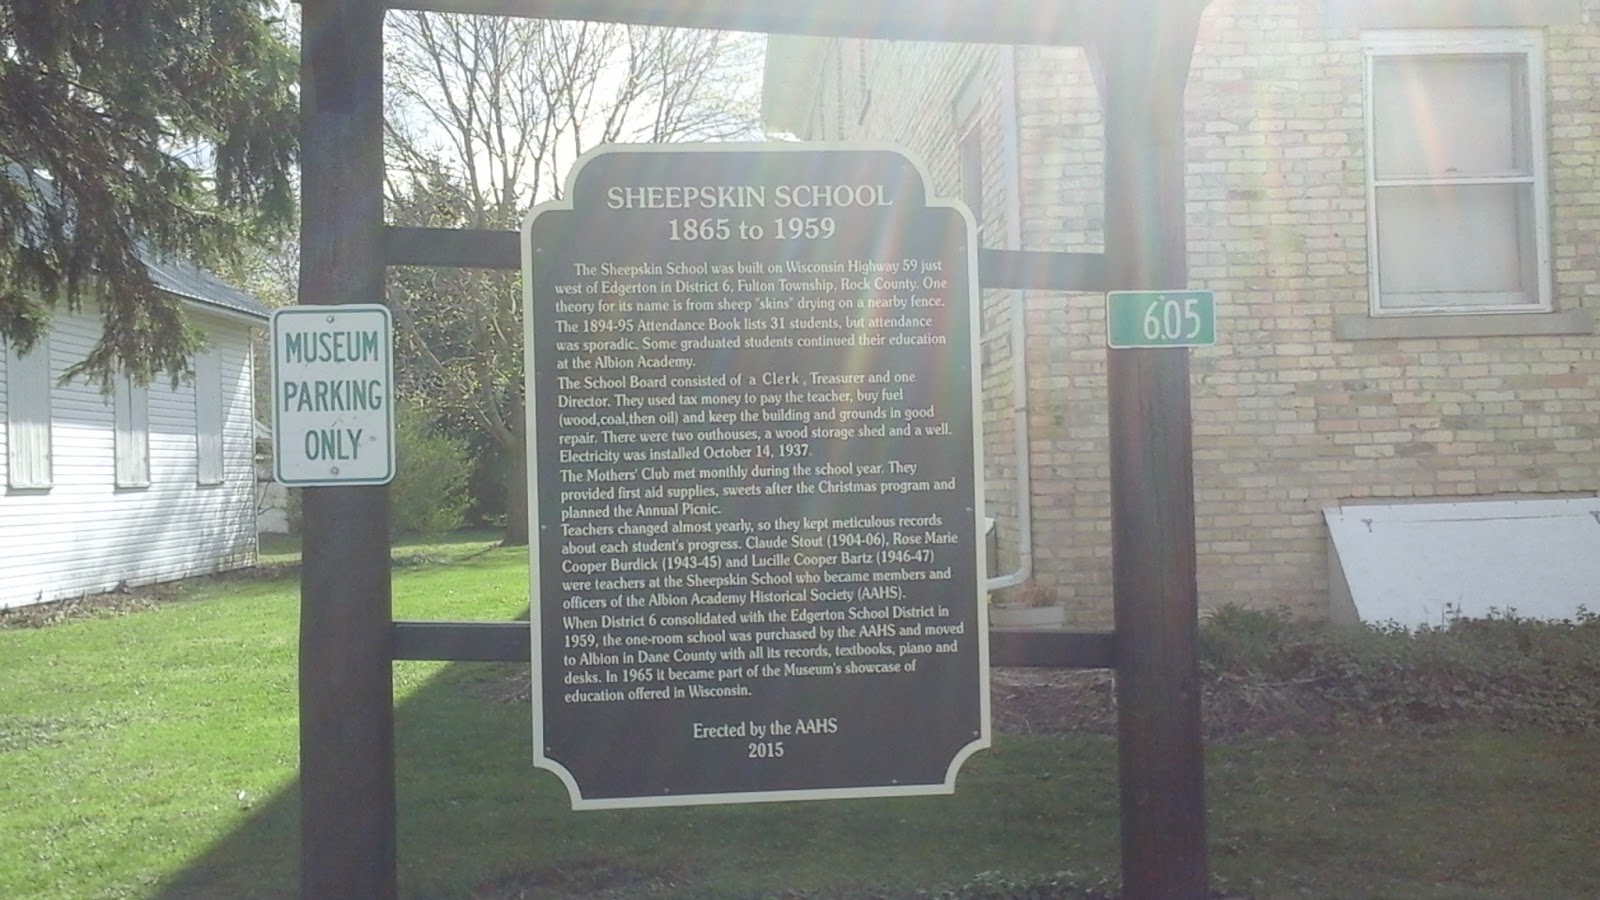 SHEEPSKIN SCHOOL
1865 to 1959
The Sheepskin School was built on Wisconsin Highway 59 just
west of Edgerton in District 6, Fulton Township, Rock County. One
theory for its name is from sheep "skins" drying on a nearby fence.
The 1894-95 Attendance Book lists 31 students, but attendance
was sporadic. Some graduated students continued their education
at the Albion Academy.
The School Board consisted of a Clerk, Treasurer and one
Director. They used tax money to pay the teacher, buy fuel
(wood,coal,then oil) and keep the building and grounds in good
repair. There were two outhouses, a wood storage shed and a well.
Electricity was installed October 14, 1937.
The Mothers' Club met monthly during the school year. They
provided first aid supplies, sweets after the Christmas program and
planned the Annual Picnic.
Teachers changed almost yearly, so they kept meticulous records
about each student's progress. Claude Stout (1904-06), Rose Marie
Cooper Burdick (1943-45) and Lucille Cooper Bartz (1946-47)
were teachers at the Sheepskin School who became members and
officers of the Albion Academy Historical Society (AAHS).
When District 6 consolidated with the Edgerton School District in
1959, the one-room school was purchased by the AAHS and moved
to Albion in Dane County with all its records, textbooks, piano and
desks. In 1965 it became part of the Museum's showcase of
education offered in Wisconsin.
Erected by the AAHS
2015
MUSEUM
PARKING
ONLY
605